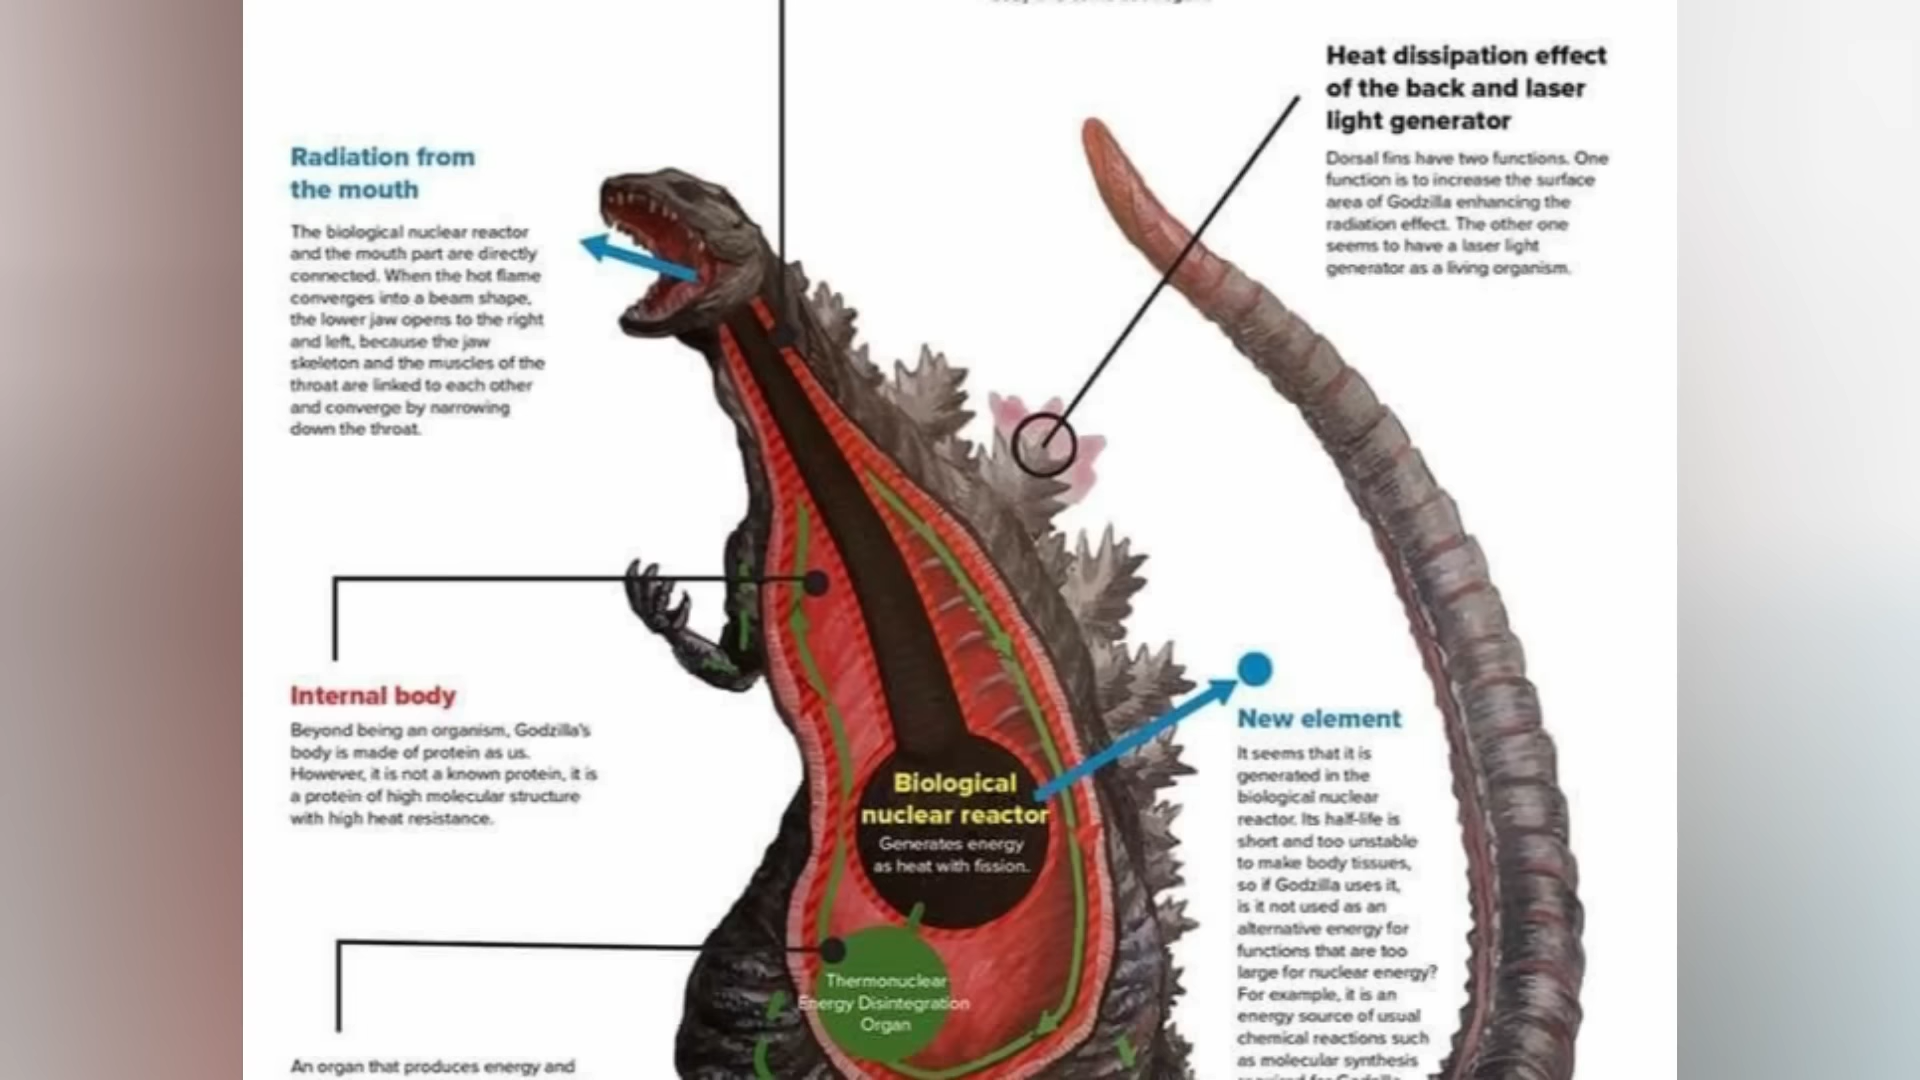 Heat dissipation effect
of the back and laser
light generator
Dorsal fins have two functions. One
function is to increase the surface
area of Godzilla enhancing the
radiation effect. The other one
seems to have a laser light
generator as a living organism.
Radiation from
the mouth
The biological nuclear reactor
and the mouth part are directly
connected. When the hot flame
converges into a beam shape,
the lower jaw opens to the right
and left, because the jaw
skeleton and the muscles of the
throat are linked to each other
and converge by narrowing
down the throat.
Internal body
Beyond being an organism, Godzilla's
body is made of protein as us.
However, it is not a known protein, it is
a protein of high molecular structure
with high heat resistance.
New element
It seems that it is
generated in the
biological nuclear
reactor. Its half-life is
short and too unstable
to make body tissues,
so if Godzilla uses it,
is it not used as an
alternative energy for
functions that are too
large for nuclear energy?
For example, it is an
energy source of usual
chemical reactions such
as molecular synthesis
Biological
nuclear reactor
Generates energy
as heat with fission.
Thermonuclear
Energy Disintegration
Organ
An organ that produces energy and